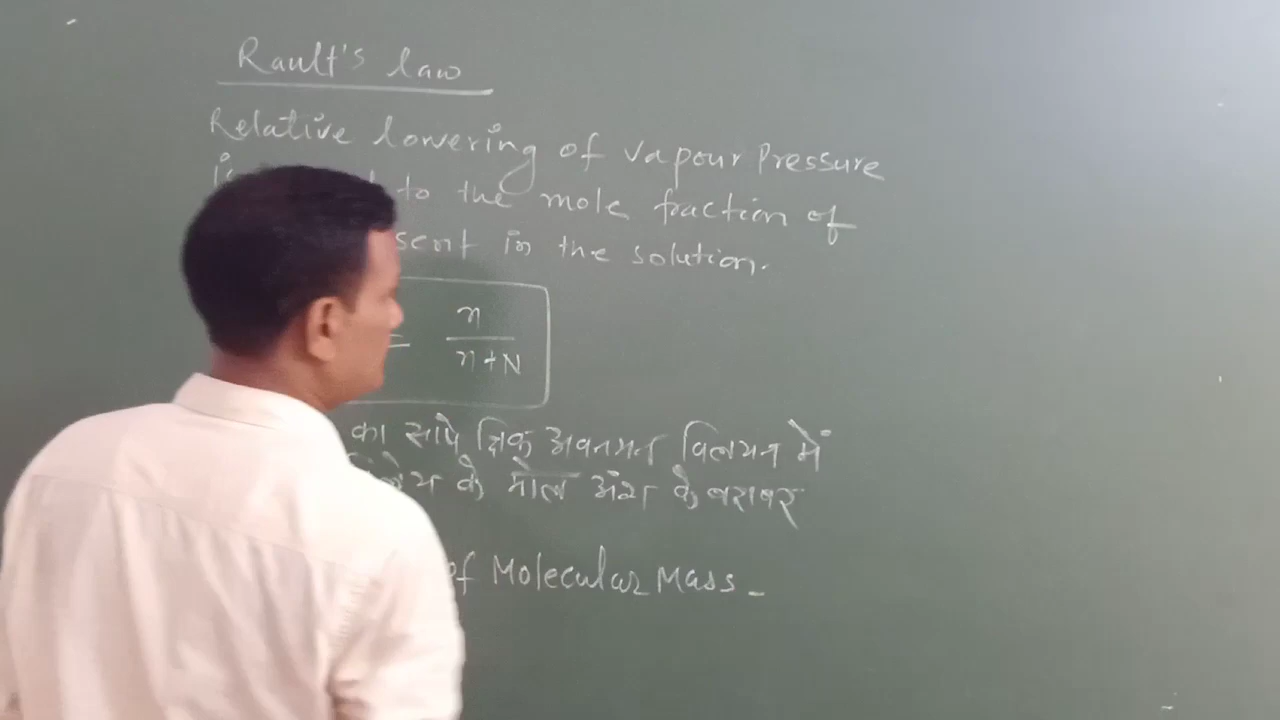 Rault's law
Relative lowering of vapour Pressure
to the mole fraction of
in the solution.
= n / n+N
का सापेक्षिक अवनमन विलयन में
के मोल अंश के बराबर
of Molecular Mass -